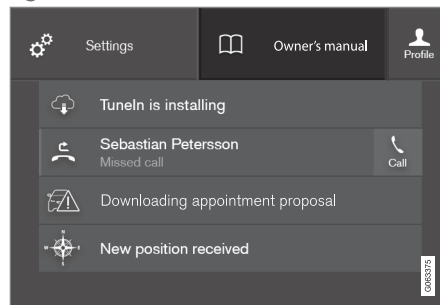 Settings
Owner's manual
Profile
TuneIn is installing
Sebastian Petersson
Missed call
Call
Downloading appointment proposal
New position received
G063375